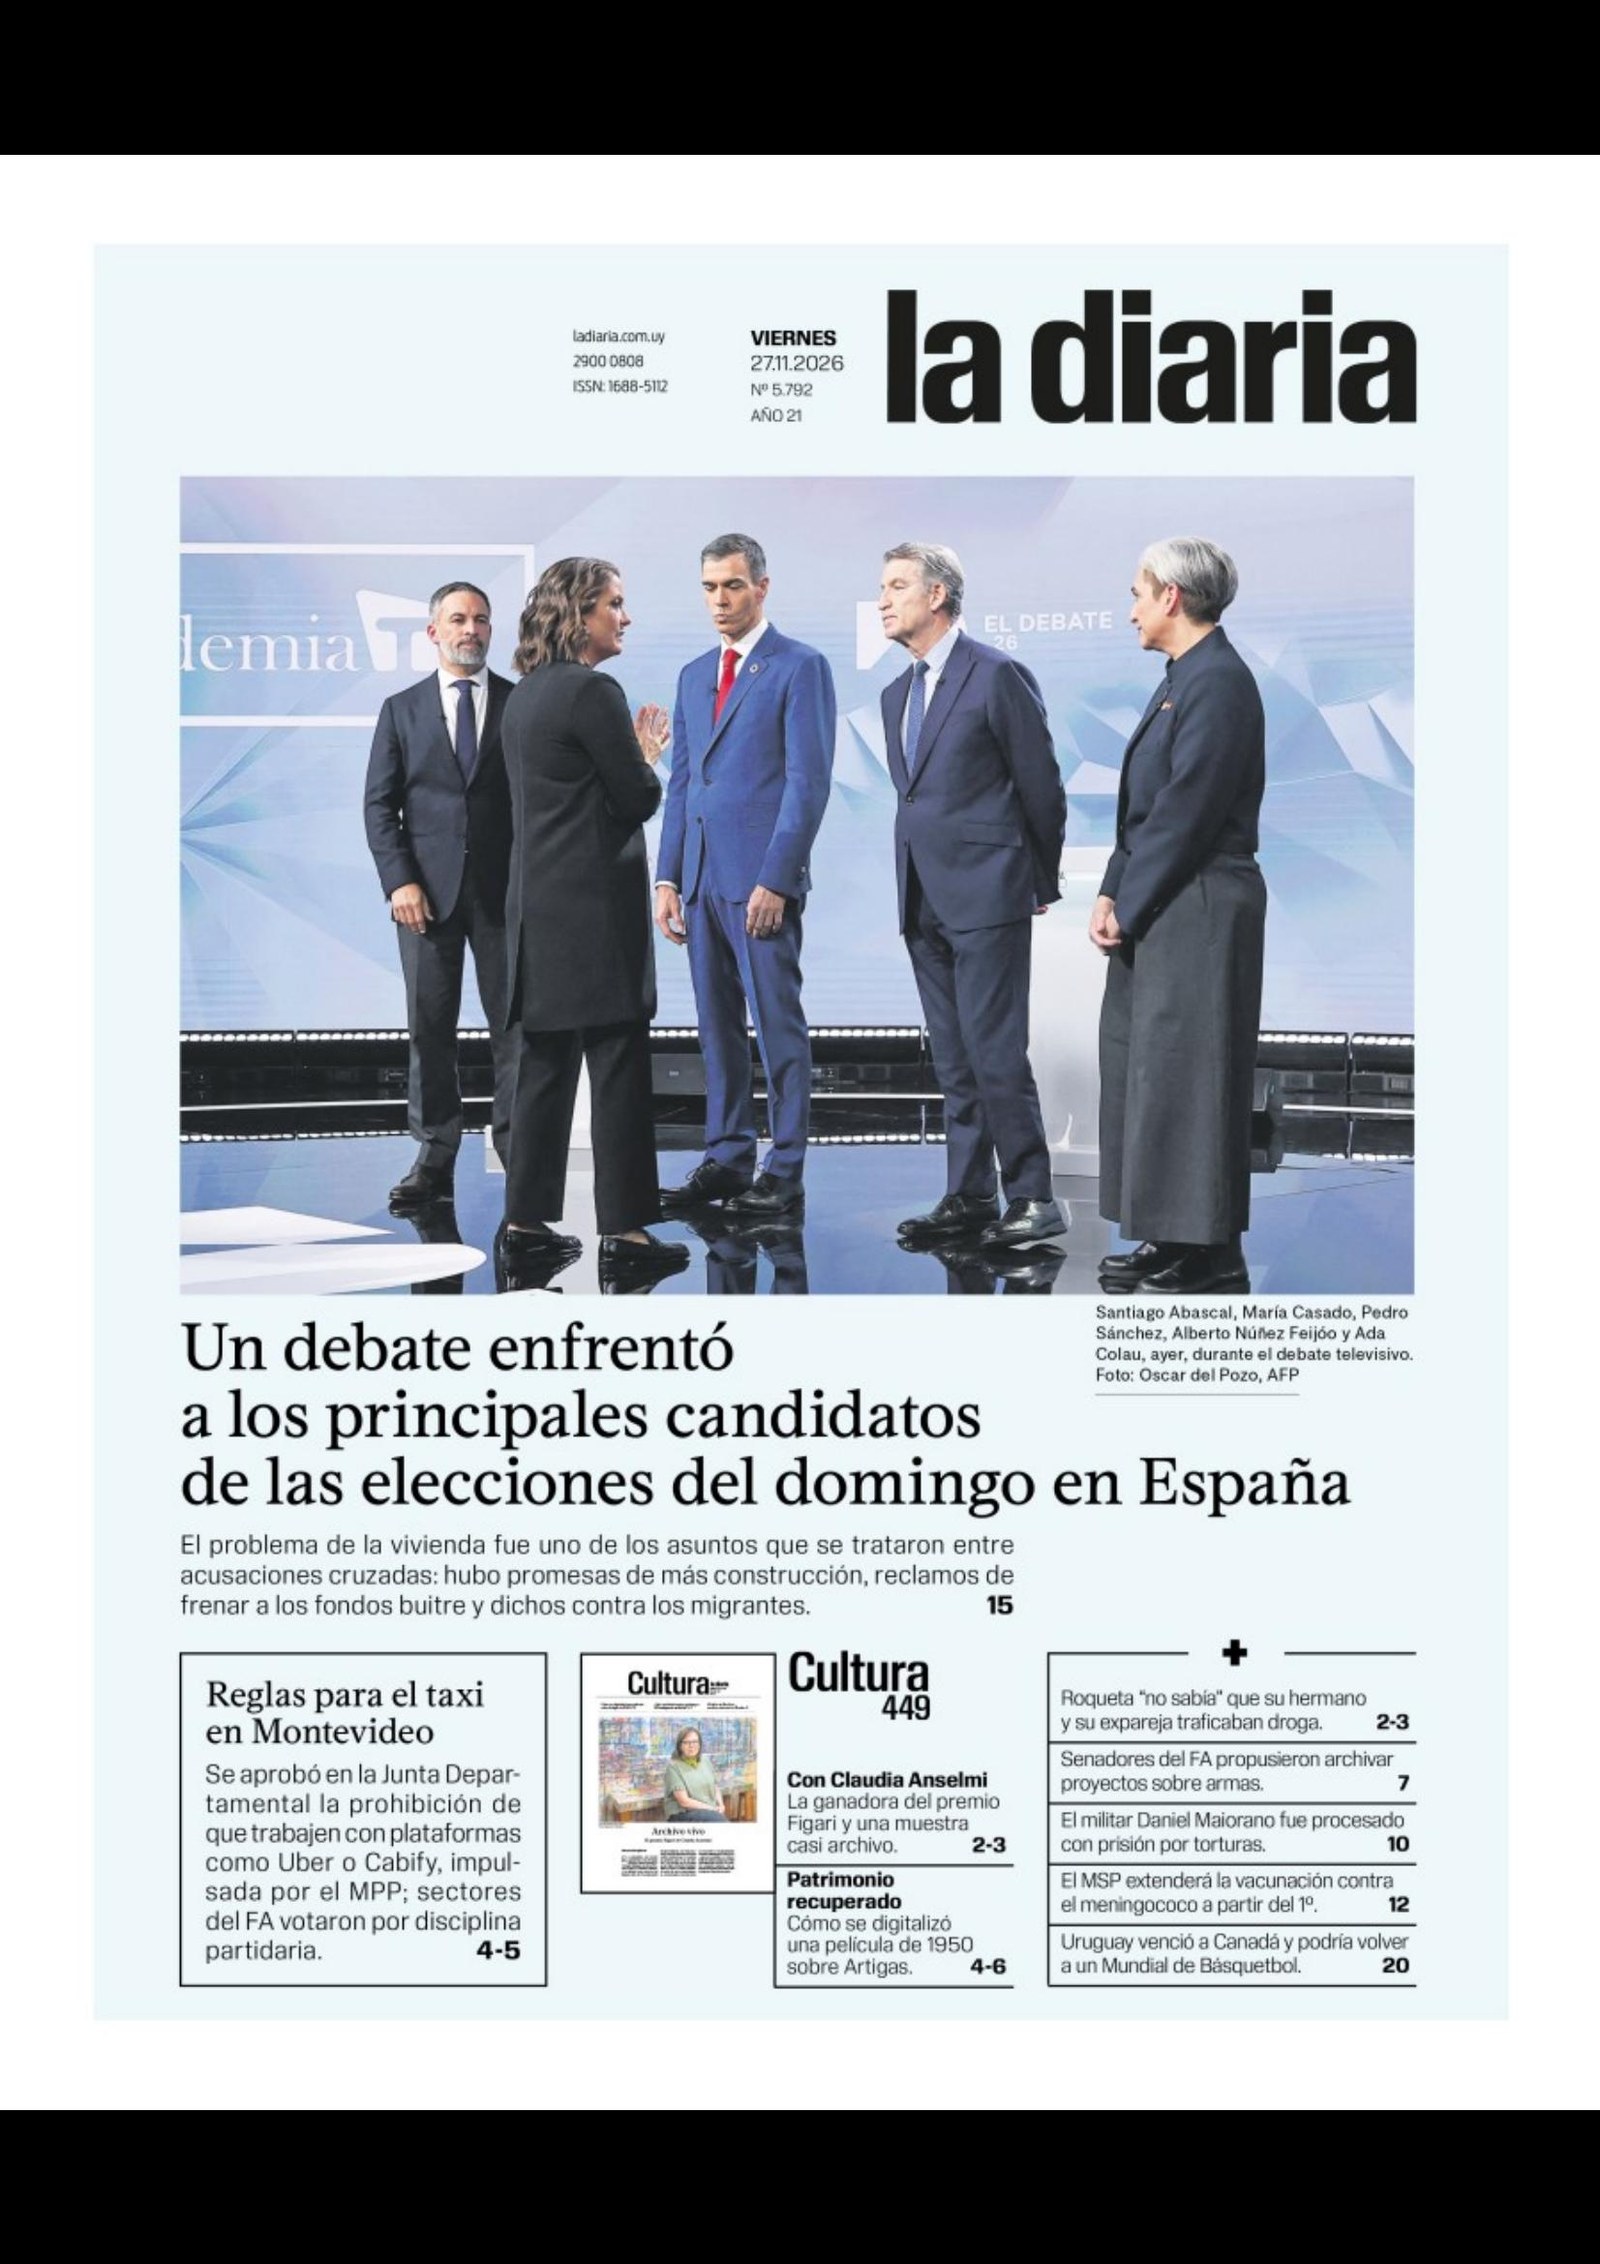 ladiaria.com.uy
2900 0808
ISSN: 1688-5112
VIERNES
27.11.2026
Nº 5.792
AÑO 21
la diaria
demia
EL DEBATE
26
Santiago Abascal, María Casado, Pedro
Sánchez, Alberto Núñez Feijóo y Ada
Colau, ayer, durante el debate televisivo.
Foto: Oscar del Pozo, AFP
Un debate enfrentó
a los principales candidatos
de las elecciones del domingo en España
El problema de la vivienda fue uno de los asuntos que se trataron entre
acusaciones cruzadas: hubo promesas de más construcción, reclamos de
frenar a los fondos buitre y dichos contra los migrantes. 15
Reglas para el taxi
en Montevideo
Se aprobó en la Junta Depar-
tamental la prohibición de
que trabajen con plataformas
como Uber o Cabify, impul-
sada por el MPP; sectores
del FA votaron por disciplina
partidaria. 4-5
Cultura
Archivo vivo
Cultura
449
Con Claudia Anselmi
La ganadora del premio
Figari y una muestra
casi archivo. 2-3
Patrimonio
recuperado
Cómo se digitalizó
una película de 1950
sobre Artigas. 4-6
+
Roqueta “no sabía” que su hermano
y su expareja traficaban droga. 2-3
Senadores del FA propusieron archivar
proyectos sobre armas. 7
El militar Daniel Maiorano fue procesado
con prisión por torturas. 10
El MSP extenderá la vacunación contra
el meningococo a partir del 1º. 12
Uruguay venció a Canadá y podría volver
a un Mundial de Básquetbol. 20